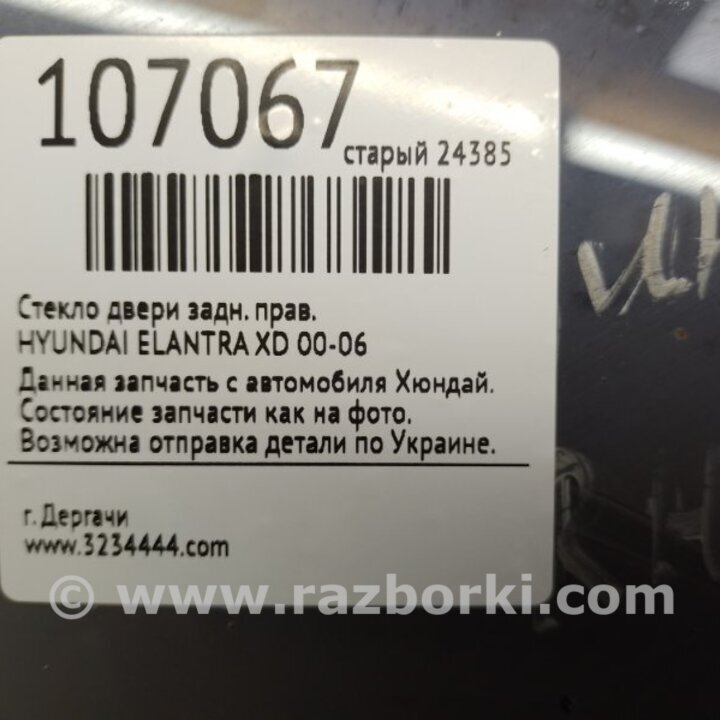 107067
старый 24385
Стекло двери задн. прав.
HYUNDAI ELANTRA XD 00-06
Данная запчасть с автомобиля Хюндай.
Состояние запчасти как на фото.
Возможна отправка детали по Украине.
г. Дергачи
www.3234444.com
© www.razborki.com